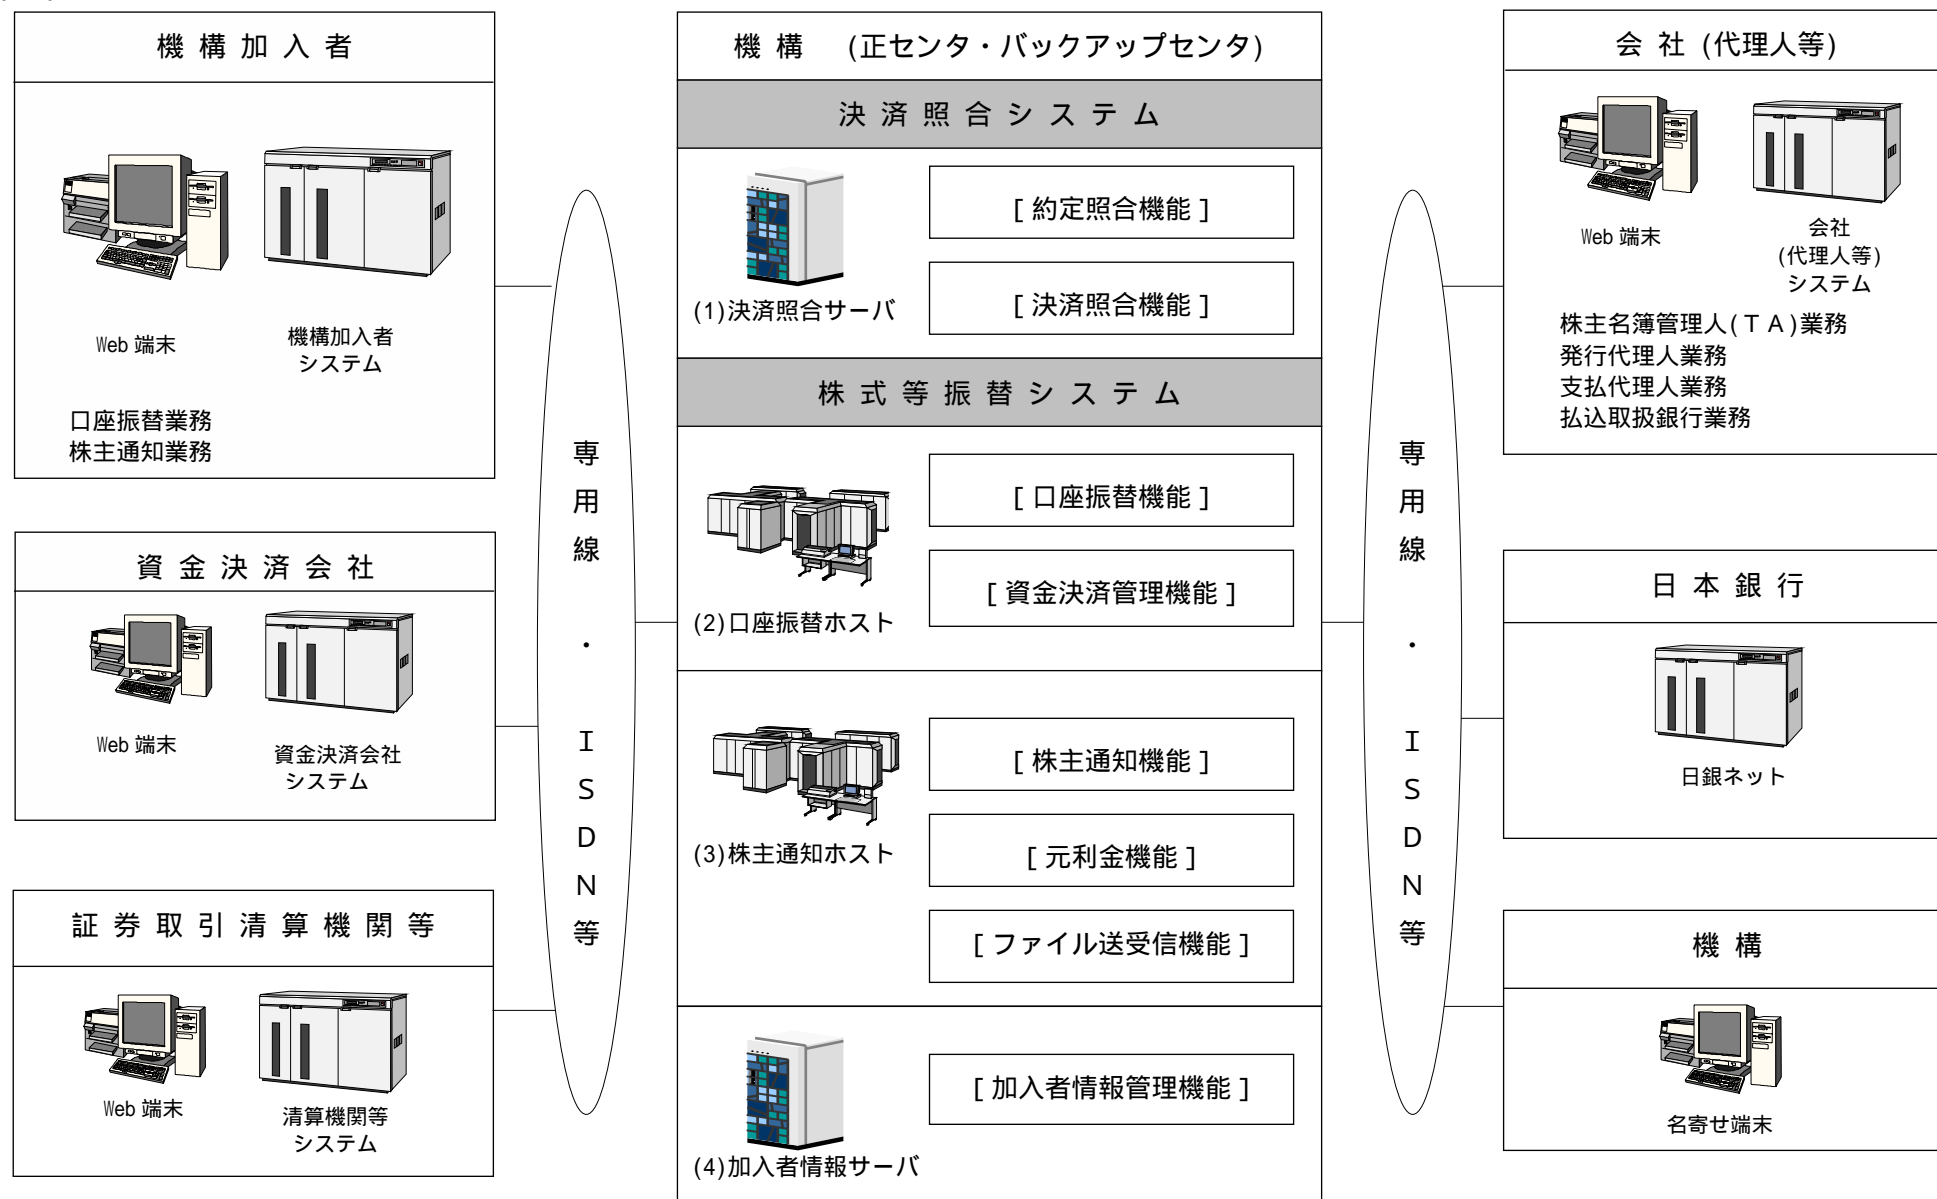 機構加入者
Web 端末
機構加入者
システム
口座振替業務
株主通知業務
資金決済会社
Web 端末
資金決済会社
システム
証券取引清算機関等
Web 端末
清算機関等
システム
専用線・ISDN等
機構 (正センタ・バックアップセンタ)
決済照合システム
[ 約定照合機能 ]
[ 決済照合機能 ]
(1)決済照合サーバ
株式等振替システム
[ 口座振替機能 ]
[ 資金決済管理機能 ]
(2)口座振替ホスト
[ 株主通知機能 ]
[ 元利金機能 ]
(3)株主通知ホスト
[ ファイル送受信機能 ]
[ 加入者情報管理機能 ]
(4)加入者情報サーバ
専用線・ISDN等
会社 (代理人等)
Web 端末
会社
(代理人等)
システム
株主名簿管理人(TA)業務
発行代理人業務
支払代理人業務
払込取扱銀行業務
日本銀行
日銀ネット
機構
名寄せ端末